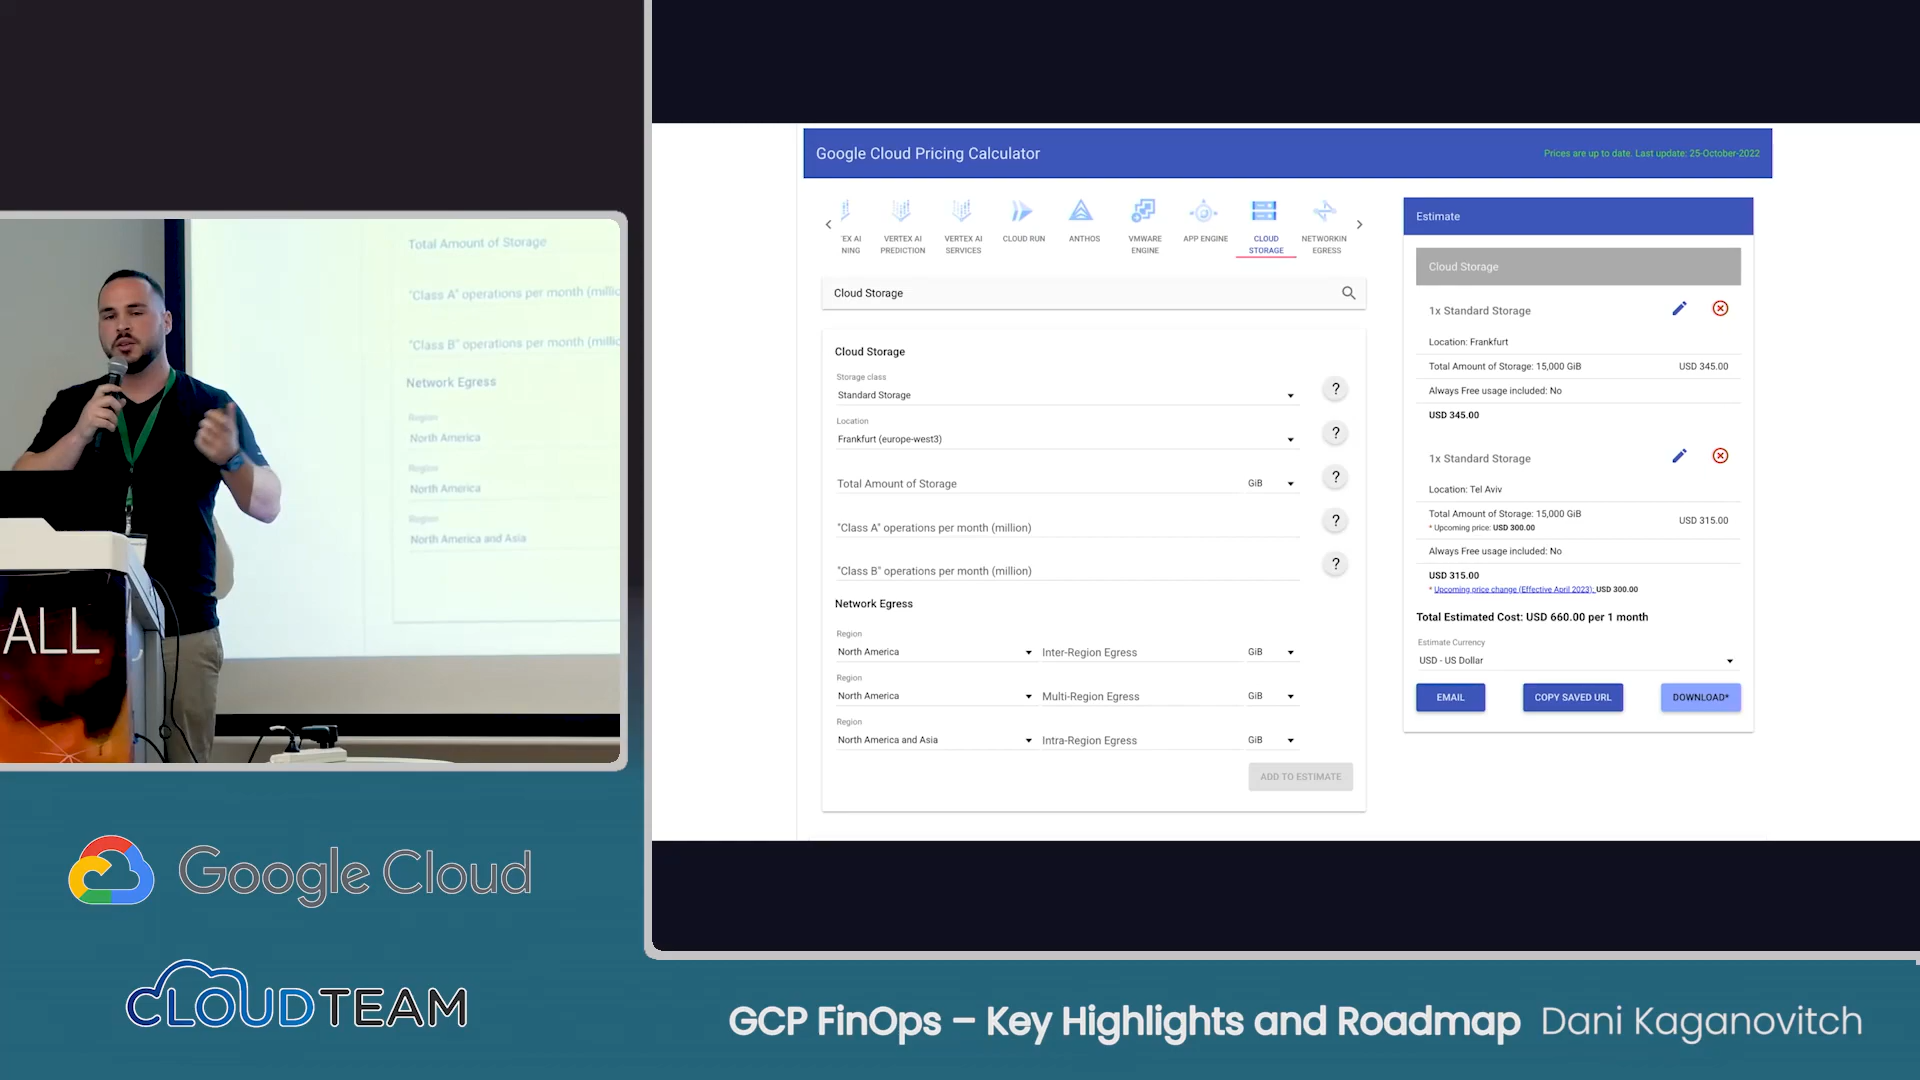 Total Amount of Storage
"Class A" operations per month
"Class B" operations per month
Network Egress
Region
North America
Region
North America
Region
North America and Asia
ALL
Google Cloud
CLOUDTEAM
Google Cloud Pricing Calculator
Prices are up to date. Last update: 25-October-2022
EX AI
NING
VERTEX AI
PREDICTION
VERTEX AI
SERVICES
CLOUD RUN
ANTHOS
VMWARE
ENGINE
APP ENGINE
CLOUD
STORAGE
NETWORKIN
EGRESS
Cloud Storage
Cloud Storage
Storage class
Standard Storage
?
Location
Frankfurt (europe-west3)
?
Total Amount of Storage GiB
?
"Class A" operations per month (million)
?
"Class B" operations per month (million)
?
Network Egress
Region
North America Inter-Region Egress GiB
Region
North America Multi-Region Egress GiB
Region
North America and Asia Intra-Region Egress GiB
ADD TO ESTIMATE
Estimate
Cloud Storage
1x Standard Storage
Location: Frankfurt
Total Amount of Storage: 15,000 GiB USD 345.00
Always Free usage included: No
USD 345.00
1x Standard Storage
Location: Tel Aviv
Total Amount of Storage: 15,000 GiB
* Upcoming price: USD 300.00
USD 315.00
Always Free usage included: No
USD 315.00
* Upcoming price change (Effective April 2023): USD 300.00
Total Estimated Cost: USD 660.00 per 1 month
Estimate Currency
USD - US Dollar
EMAIL
COPY SAVED URL
DOWNLOAD*
GCP FinOps – Key Highlights and Roadmap Dani Kaganovitch